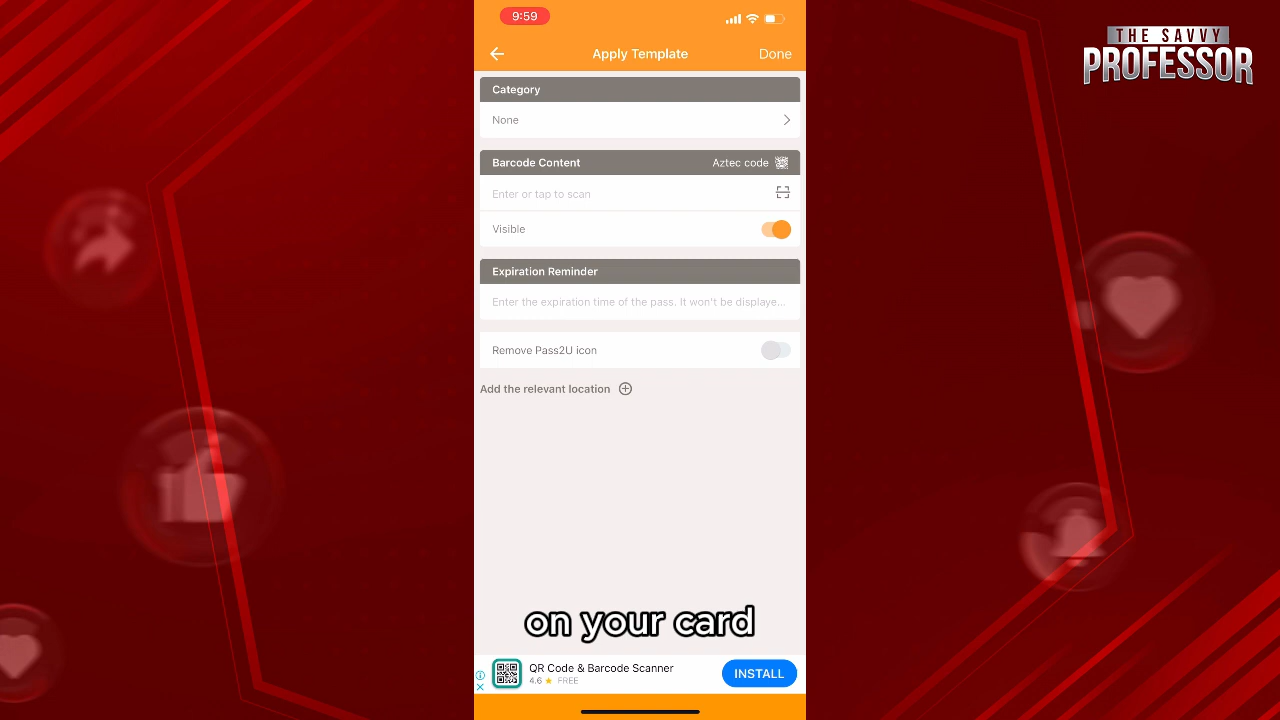 9:59
Apply Template
Done
THE SAVVY
PROFESSOR
Category
None
Barcode Content
Aztec code
Enter or tap to scan
Visible
Expiration Reminder
Enter the expiration time of the pass. It won't be displaye...
Remove Pass2U icon
Add the relevant location
on your card
QR Code & Barcode Scanner
4.6 ★ FREE
INSTALL